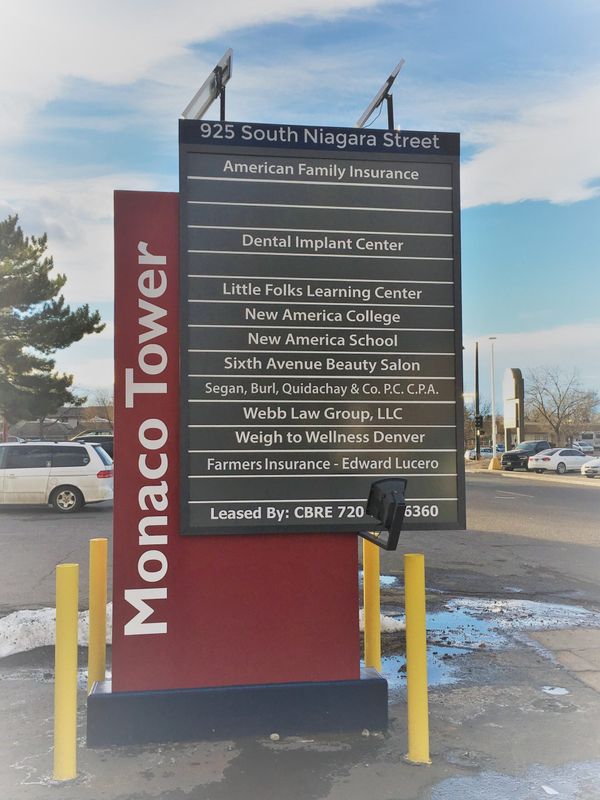 925 South Niagara Street
American Family Insurance
Dental Implant Center
Little Folks Learning Center
New America College
New America School
Sixth Avenue Beauty Salon
Segan, Burl, Quidachay & Co. P.C. C.P.A.
Webb Law Group, LLC
Weigh to Wellness Denver
Farmers Insurance - Edward Lucero
Leased By: CBRE 720 6360
Monaco Tower